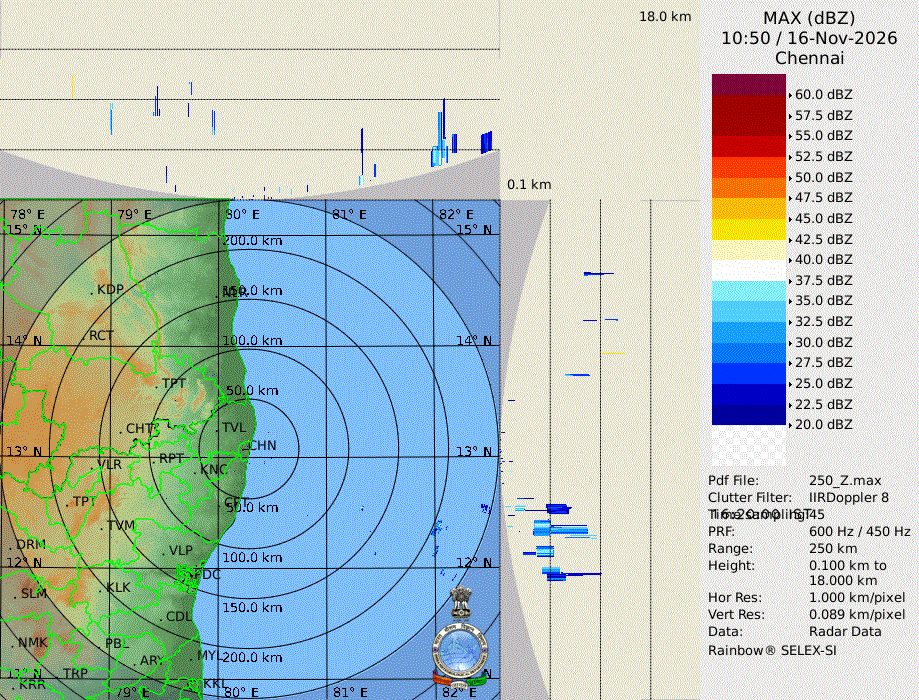 18.0 km
0.1 km
MAX (dBZ)
10:50 / 16-Nov-2026
Chennai
60.0 dBZ
57.5 dBZ
55.0 dBZ
52.5 dBZ
50.0 dBZ
47.5 dBZ
45.0 dBZ
42.5 dBZ
40.0 dBZ
37.5 dBZ
35.0 dBZ
32.5 dBZ
30.0 dBZ
27.5 dBZ
25.0 dBZ
22.5 dBZ
20.0 dBZ
Pdf File: 250_Z.max
Clutter Filter: IIRDoppler 8
Time sampling:45
PRF: 600 Hz / 450 Hz
Range: 250 km
Height: 0.100 km to
18.000 km
Hor Res: 1.000 km/pixel
Vert Res: 0.089 km/pixel
Data: Radar Data
Rainbow® SELEX-SI
78° E 79° E 80° E 81° E 82° E
15° N 15° N
200.0 km
KDP
150.0 km
NLR
RCT
100.0 km
14° N 14° N
TPT
50.0 km
CHT
TVL
CHN
13° N 13° N
VLR
RPT
KNC
TPT
50.0 km
TVM
DRM
VLP
100.0 km
12° N 12° N
PDC
SLM
KLK
150.0 km
CDL
NMK
PBL
ARY
MYL
200.0 km
TRP
11° N 11° N
KRR
KKL
79° E 80° E 81° E 82° E